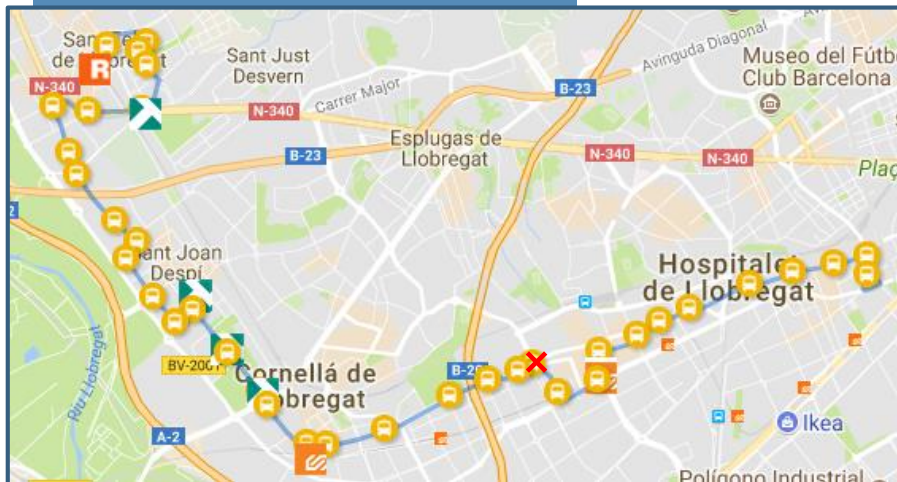 Sant Just
Desvern
Avinguda Diagonal
Museo del Fútb
Club Barcelona
N-340
Carrer Major
B-23
N-340
Esplugas de
Llobregat
B-23
N-340
N-340
Plaç
Sant Joan
Despí
Hospitalet
de Llobregat
Riu Llobregat
BV-2001
Cornellá de
Llobregat
B-20
A-2
Ikea
Polígono Industrial